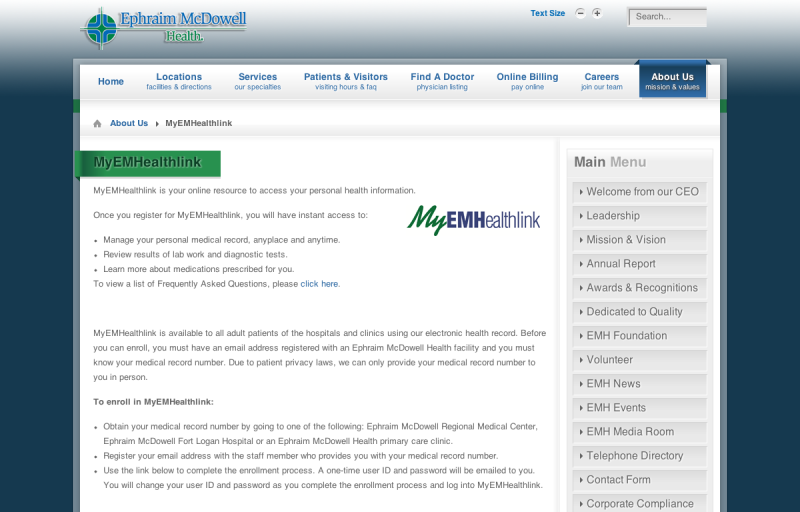 Ephraim McDowell
Health.
Text Size
Search...
Home
Locations
facilities & directions
Services
our specialties
Patients & Visitors
visiting hours & faq
Find A Doctor
physician listing
Online Billing
pay online
Careers
join our team
About Us
mission & values
About Us
MyEMHealthlink
MyEMHealthlink
MyEMHealthlink is your online resource to access your personal health information.
Once you register for MyEMHealthlink, you will have instant access to:
MyEMHealthlink
• Manage your personal medical record, anyplace and anytime.
• Review results of lab work and diagnostic tests.
• Learn more about medications prescribed for you.
To view a list of Frequently Asked Questions, please click here.
MyEMHealthlink is available to all adult patients of the hospitals and clinics using our electronic health record. Before
you can enroll, you must have an email address registered with an Ephraim McDowell Health facility and you must
know your medical record number. Due to patient privacy laws, we can only provide your medical record number to
you in person.
To enroll in MyEMHealthlink:
• Obtain your medical record number by going to one of the following: Ephraim McDowell Regional Medical Center,
Ephraim McDowell Fort Logan Hospital or an Ephraim McDowell Health primary care clinic.
• Register your email address with the staff member who provides you with your medical record number.
• Use the link below to complete the enrollment process. A one-time user ID and password will be emailed to you.
You will change your user ID and password as you complete the enrollment process and log into MyEMHealthlink.
Main Menu
Welcome from our CEO
Leadership
Mission & Vision
Annual Report
Awards & Recognitions
Dedicated to Quality
EMH Foundation
Volunteer
EMH News
EMH Events
EMH Media Room
Telephone Directory
Contact Form
Corporate Compliance